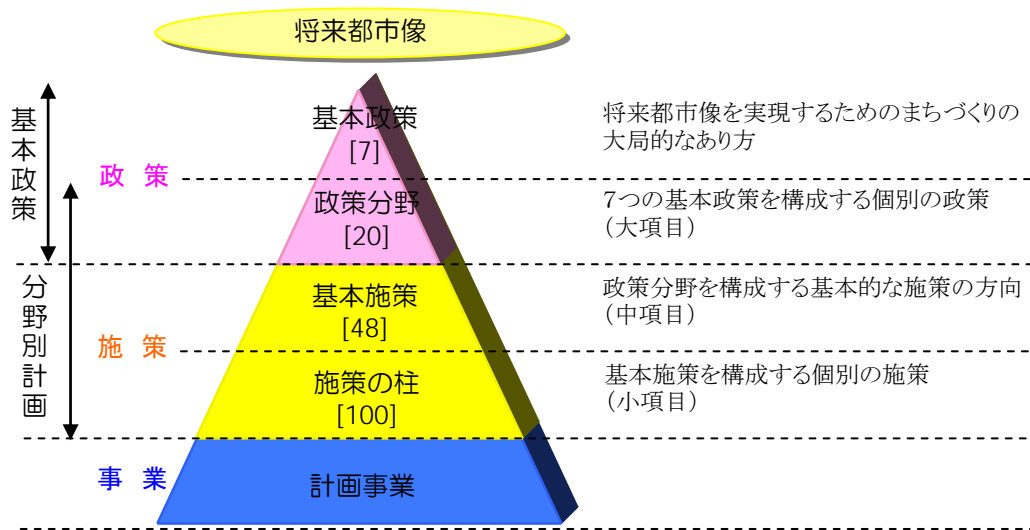 将来都市像
基本政策
分野別計画
政策
施策
事業
基本政策
[7]
政策分野
[20]
基本施策
[48]
施策の柱
[100]
計画事業
将来都市像を実現するためのまちづくりの
大局的なあり方
7つの基本政策を構成する個別の政策
（大項目）
政策分野を構成する基本的な施策の方向
（中項目）
基本施策を構成する個別の施策
（小項目）